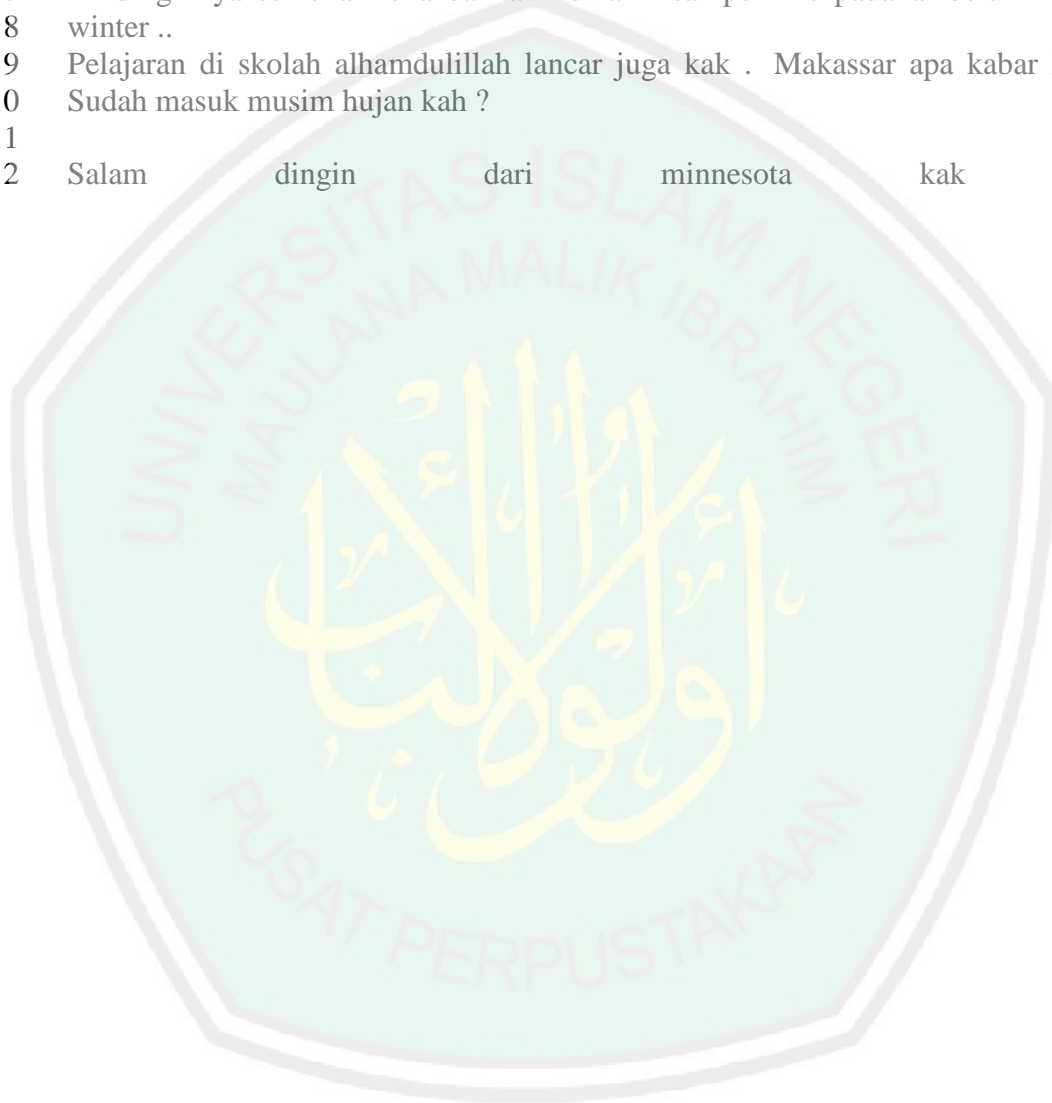 8 winter ..
9 Pelajaran di skolah alhamdulillah lancar juga kak . Makassar apa kabar
0 Sudah masuk musim hujan kah ?
1
2 Salam dingin dari minnesota kak
UNIVERSITAS ISLAM NEGERI
MAULANA MALIK IBRAHIM
PUSAT PERPUSTAKAAN